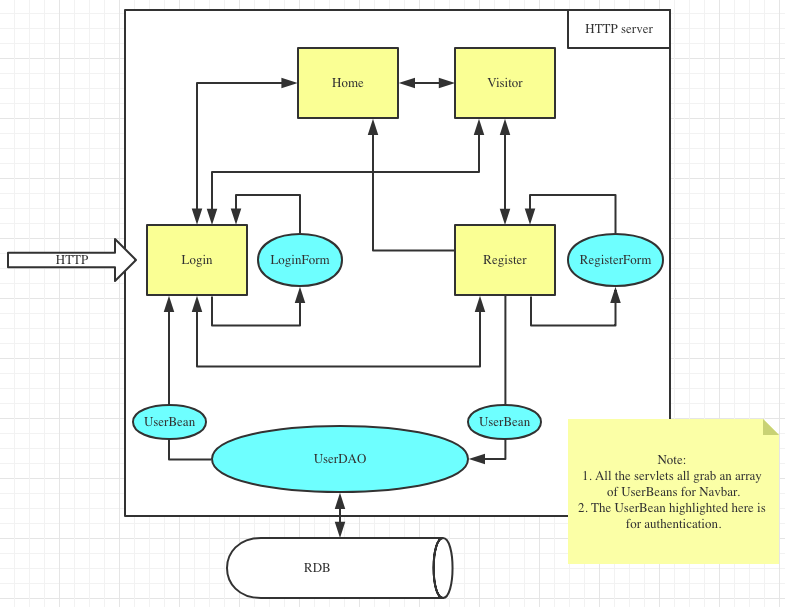 HTTP server
Home
Visitor
HTTP
Login
LoginForm
Register
RegisterForm
UserBean
UserBean
UserDAO
Note:
1. All the servlets all grab an array
of UserBeans for Navbar.
2. The UserBean highlighted here is
for authentication.
RDB